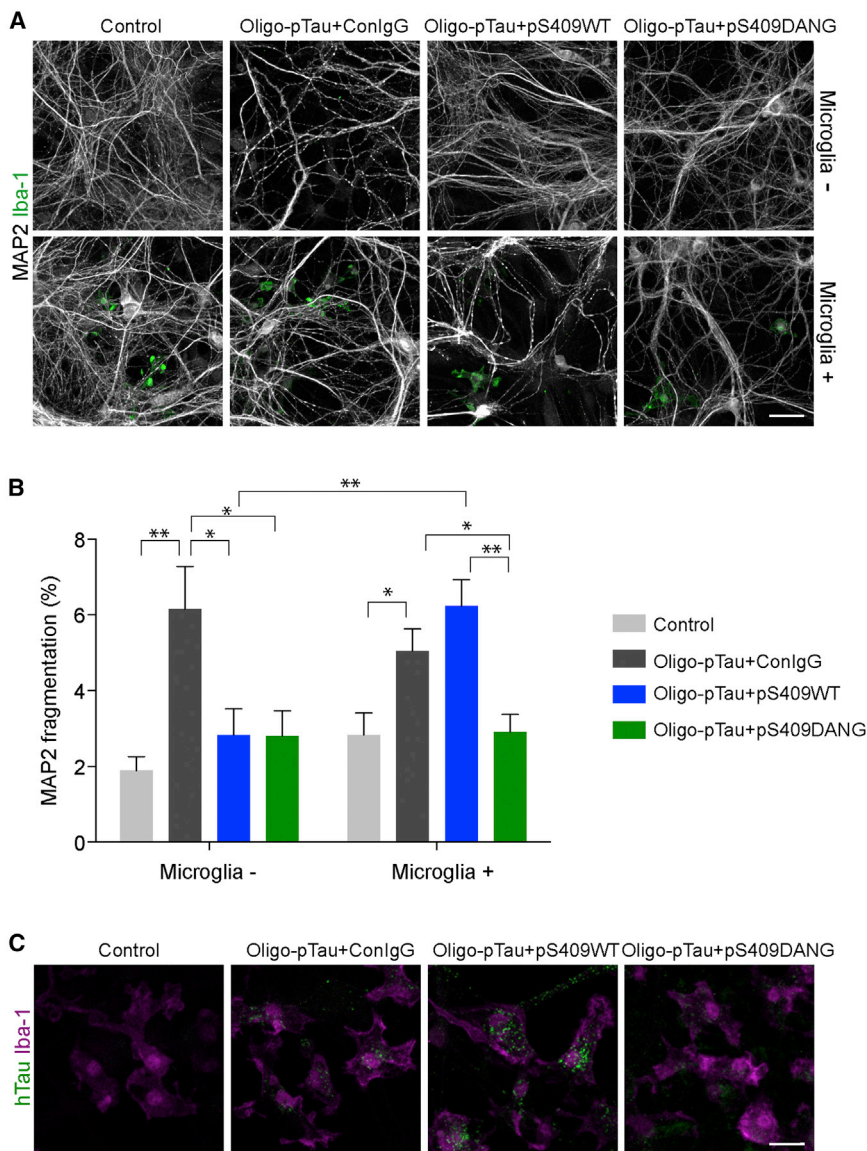 A
Control Oligo-pTau+ConIgG Oligo-pTau+pS409WT Oligo-pTau+pS409DANG
MAP2 Iba-1
Microglia -
Microglia +
B
MAP2 fragmentation (%)
8
6
4
2
0
** * * ** * * **
Microglia - Microglia +
Control
Oligo-pTau+ConIgG
Oligo-pTau+pS409WT
Oligo-pTau+pS409DANG
C
Control Oligo-pTau+ConIgG Oligo-pTau+pS409WT Oligo-pTau+pS409DANG
hTau Iba-1